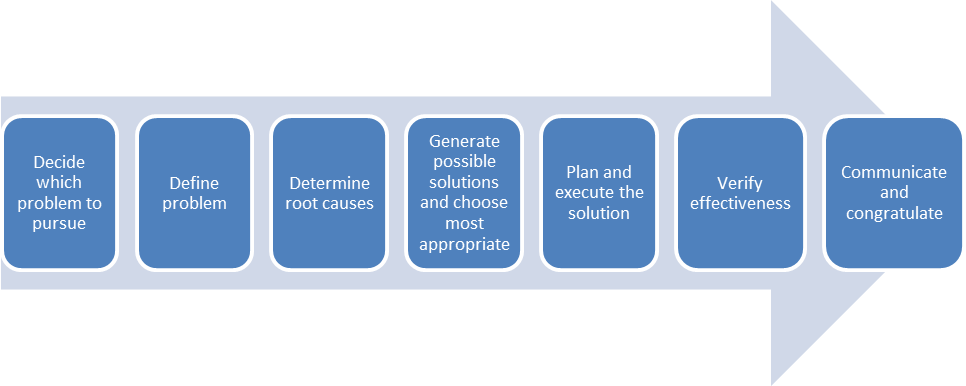 Decide
which
problem to
pursue
Define
problem
Determine
root causes
Generate
possible
solutions
and choose
most
appropriate
Plan and
execute the
solution
Verify
effectiveness
Communicate
and
congratulate